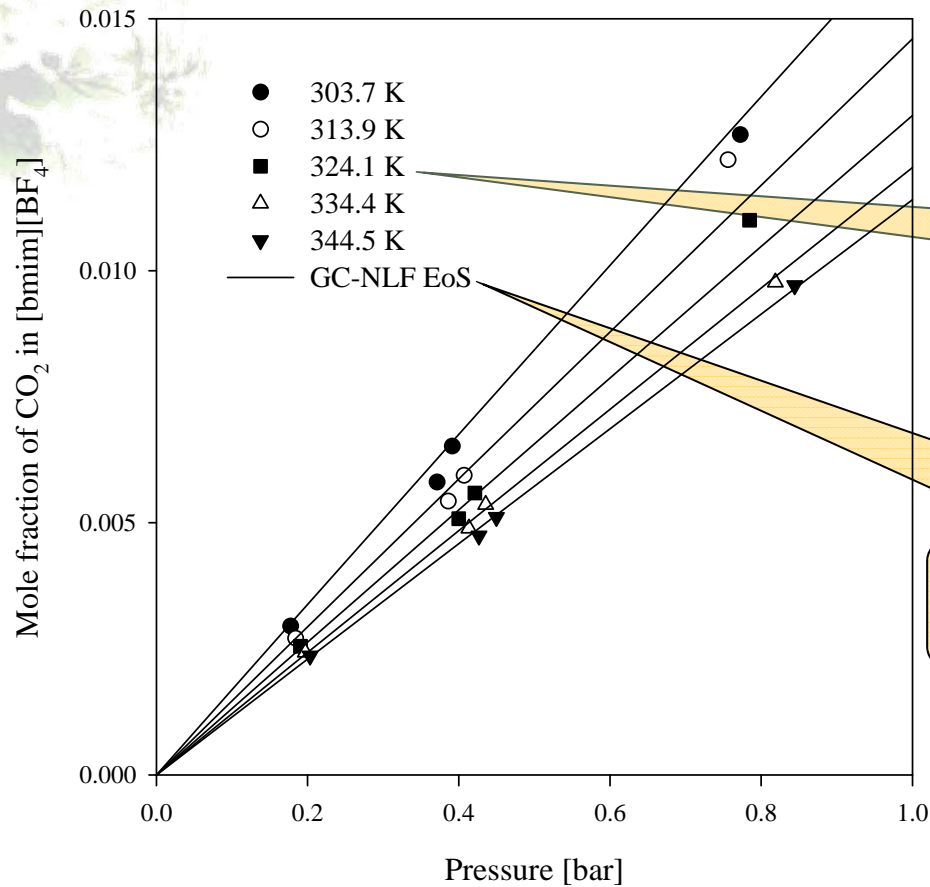 0.015
303.7 K
313.9 K
324.1 K
334.4 K
344.5 K
GC-NLF EoS
0.010
0.005
0.000
Mole fraction of CO₂ in [bmim][BF₄]
0.0 0.2 0.4 0.6 0.8 1.0
Pressure [bar]